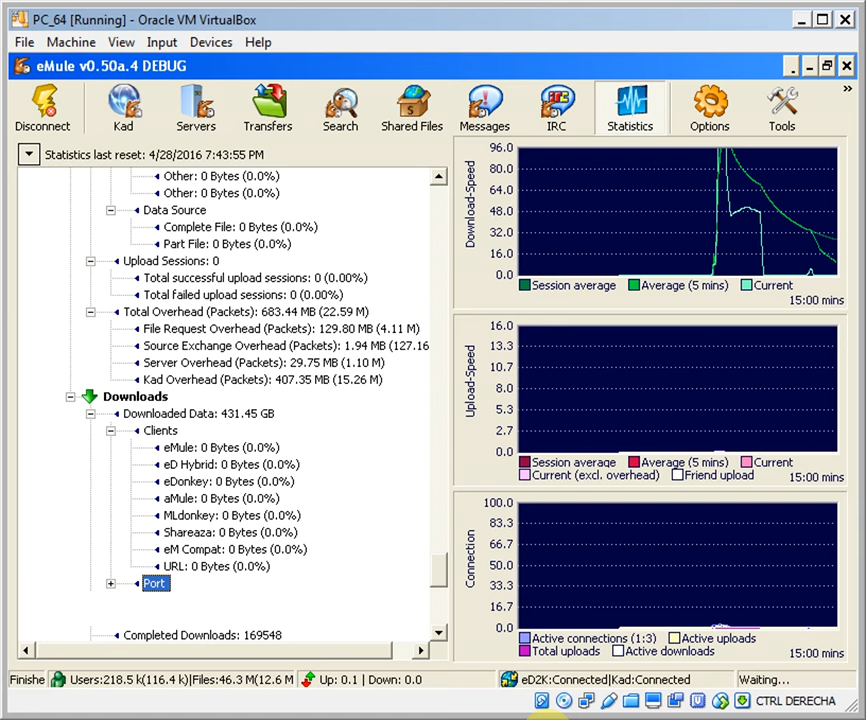 PC_64 [Running] - Oracle VM VirtualBox
File Machine View Input Devices Help
eMule v0.50a.4 DEBUG
Disconnect Kad Servers Transfers Search Shared Files Messages IRC Statistics Options Tools »
Statistics last reset: 4/28/2016 7:43:55 PM
Other: 0 Bytes (0.0%)
Other: 0 Bytes (0.0%)
Data Source
Complete File: 0 Bytes (0.0%)
Part File: 0 Bytes (0.0%)
Upload Sessions: 0
Total successful upload sessions: 0 (0.00%)
Total failed upload sessions: 0 (0.00%)
Total Overhead (Packets): 683.44 MB (22.59 M)
File Request Overhead (Packets): 129.80 MB (4.11 M)
Source Exchange Overhead (Packets): 1.94 MB (127.16
Server Overhead (Packets): 29.75 MB (1.10 M)
Kad Overhead (Packets): 407.35 MB (15.26 M)
Downloads
Downloaded Data: 431.45 GB
Clients
eMule: 0 Bytes (0.0%)
eD Hybrid: 0 Bytes (0.0%)
eDonkey: 0 Bytes (0.0%)
aMule: 0 Bytes (0.0%)
MLdonkey: 0 Bytes (0.0%)
Shareaza: 0 Bytes (0.0%)
eM Compat: 0 Bytes (0.0%)
URL: 0 Bytes (0.0%)
Port
Completed Downloads: 169548
Download-Speed
96.0
80.0
64.0
48.0
32.0
16.0
0.0
Session average Average (5 mins) Current
15:00 mins
Upload-Speed
16.0
13.3
10.7
8.0
5.3
2.7
0.0
Session average Average (5 mins) Current
Current (excl. overhead) Friend upload 15:00 mins
Connection
100.0
83.3
66.7
50.0
33.3
16.7
0.0
Active connections (1:3) Active uploads
Total uploads Active downloads 15:00 mins
Finishe Users:218.5 k(116.4 k)|Files:46.3 M(12.6 M Up: 0.1 | Down: 0.0 eD2K:Connected|Kad:Connected Waiting...
CTRL DERECHA